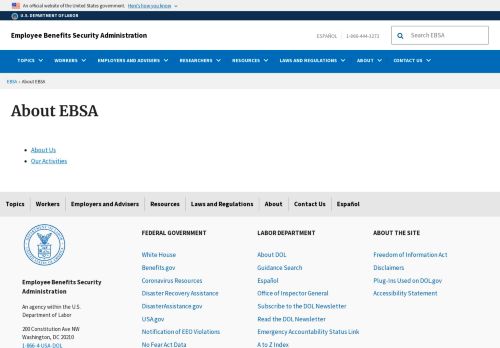 An official website of the United States government. Here's how you know
U.S. DEPARTMENT OF LABOR
Employee Benefits Security Administration
ESPAÑOL | 1-866-444-3272
Search EBSA
TOPICS WORKERS EMPLOYERS AND ADVISERS RESEARCHERS RESOURCES LAWS AND REGULATIONS ABOUT CONTACT US
EBSA › About EBSA
About EBSA
• About Us
• Our Activities
Topics Workers Employers and Advisers Resources Laws and Regulations About Contact Us Español
Employee Benefits Security
Administration
An agency within the U.S.
Department of Labor
200 Constitution Ave NW
Washington, DC 20210
1-866-4-USA-DOL
FEDERAL GOVERNMENT
White House
Benefits.gov
Coronavirus Resources
Disaster Recovery Assistance
DisasterAssistance.gov
USA.gov
Notification of EEO Violations
No Fear Act Data
LABOR DEPARTMENT
About DOL
Guidance Search
Español
Office of Inspector General
Subscribe to the DOL Newsletter
Read the DOL Newsletter
Emergency Accountability Status Link
A to Z Index
ABOUT THE SITE
Freedom of Information Act
Disclaimers
Plug-Ins Used on DOL.gov
Accessibility Statement